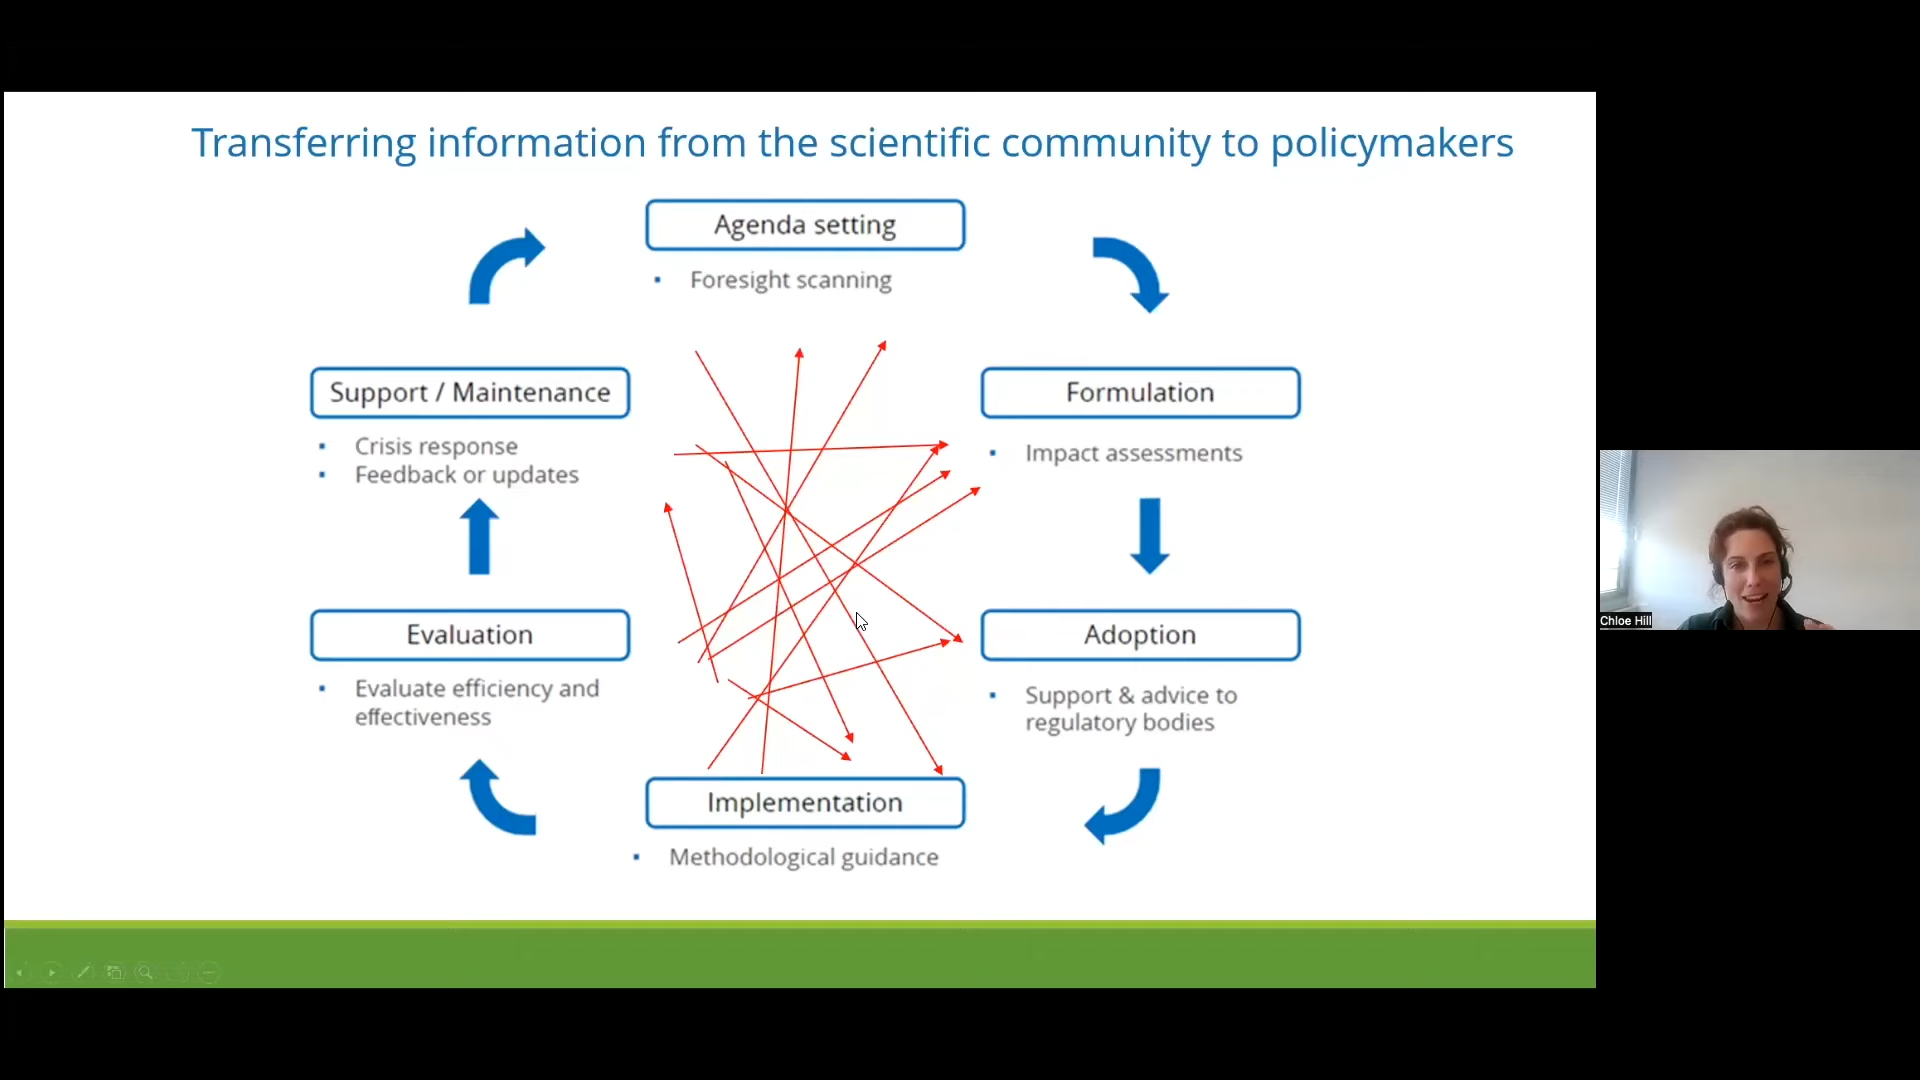 Transferring information from the scientific community to policymakers
Agenda setting
▪ Foresight scanning
Support / Maintenance
▪ Crisis response
▪ Feedback or updates
Formulation
▪ Impact assessments
Evaluation
▪ Evaluate efficiency and
effectiveness
Adoption
▪ Support & advice to
regulatory bodies
Implementation
▪ Methodological guidance
Chloe Hill